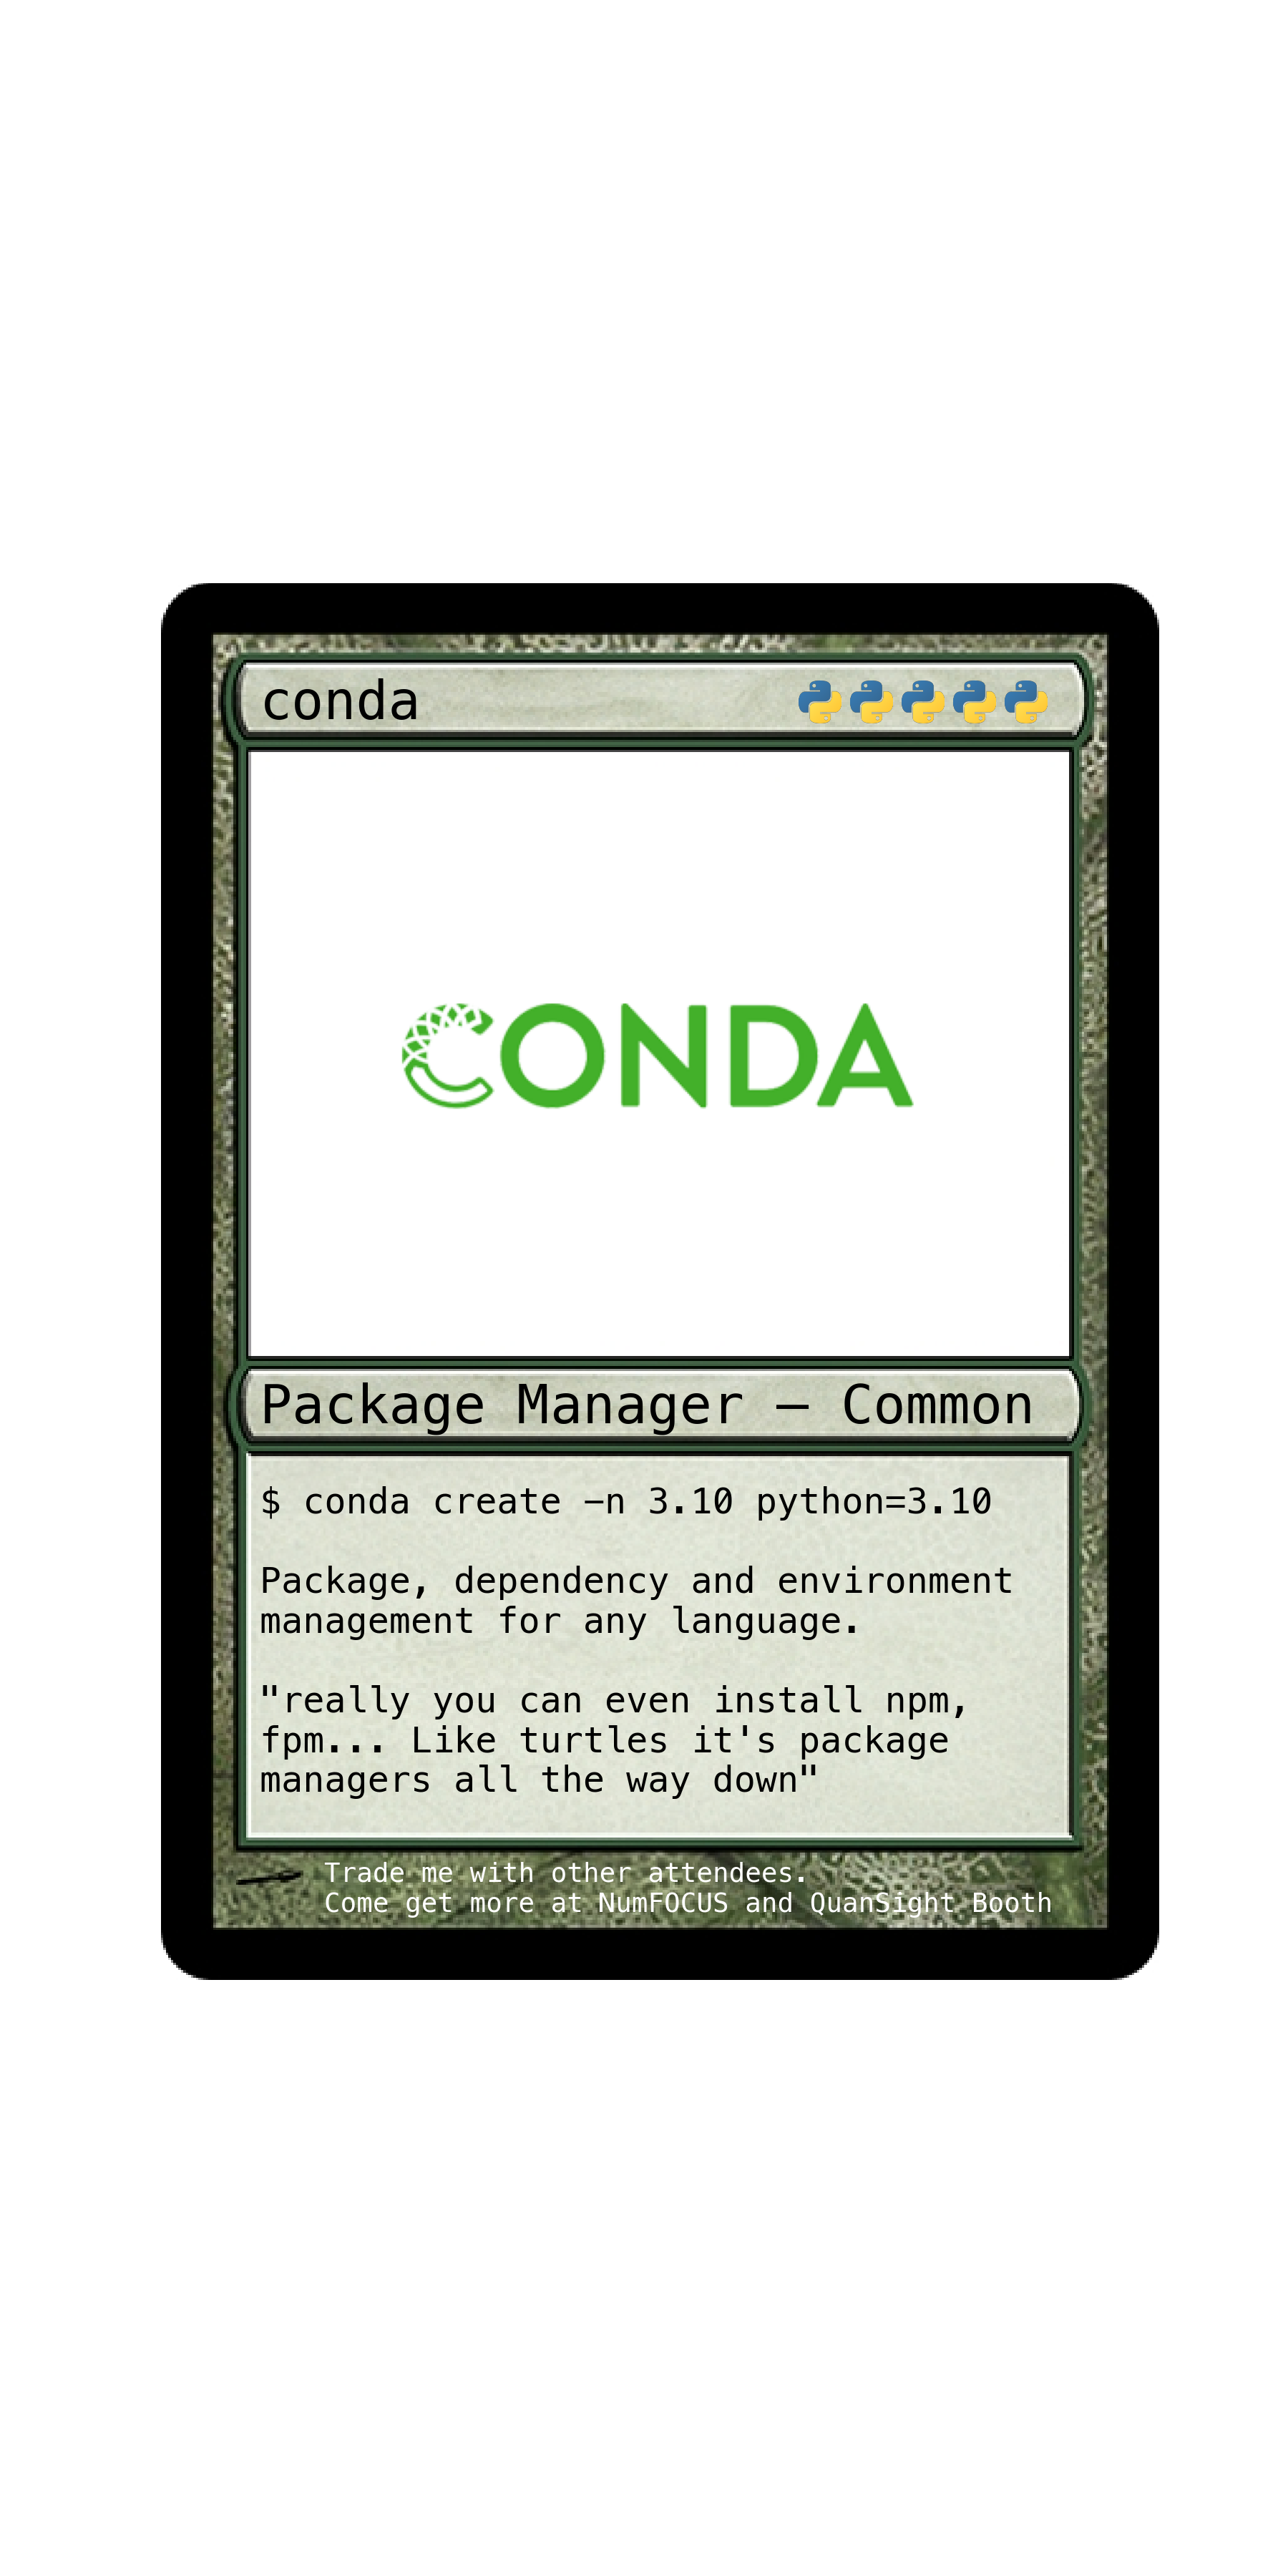 conda
CONDA
Package Manager — Common
$ conda create -n 3.10 python=3.10
Package, dependency and environment
management for any language.
"really you can even install npm,
fpm... Like turtles it's package
managers all the way down"
Trade me with other attendees.
Come get more at NumFOCUS and QuanSight Booth